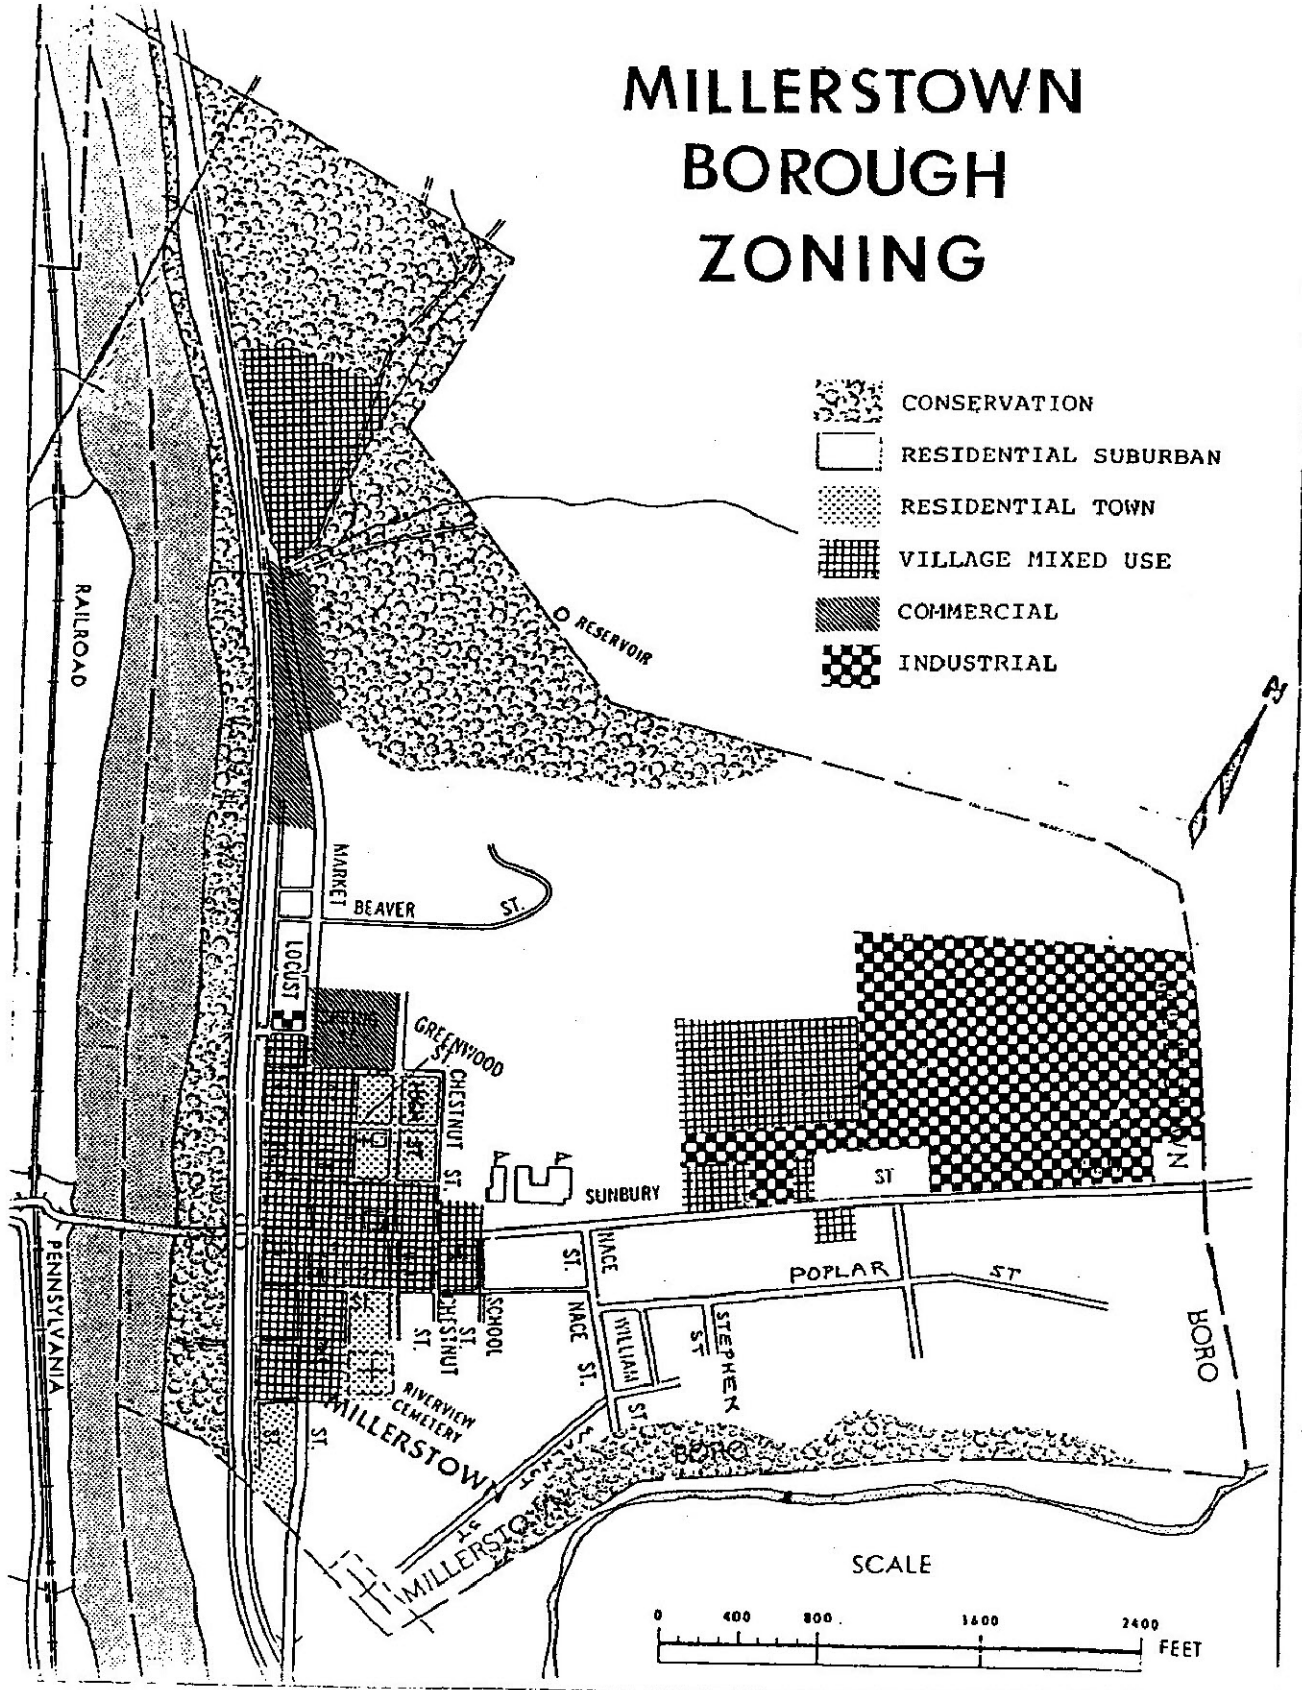 MILLERSTOWN
BOROUGH
ZONING
CONSERVATION
RESIDENTIAL SUBURBAN
RESIDENTIAL TOWN
VILLAGE MIXED USE
COMMERCIAL
INDUSTRIAL
RESERVOIR
RAILROAD
MARKET
BEAVER ST.
LOCUST
GREENWOOD
ST
CHESTNUT ST
SUNBURY ST
NACE
ST.
POPLAR ST
PENNSYLVANIA
SCHOOL
ST.
CHESTNUT
ST.
NACE ST.
WILLIAM
ST.
STEPHEN
ST
BORO
RIVERVIEW
CEMETERY
MILLERSTOWN
ST.
BORO
SCALE
0 400 800 1600 2400
FEET